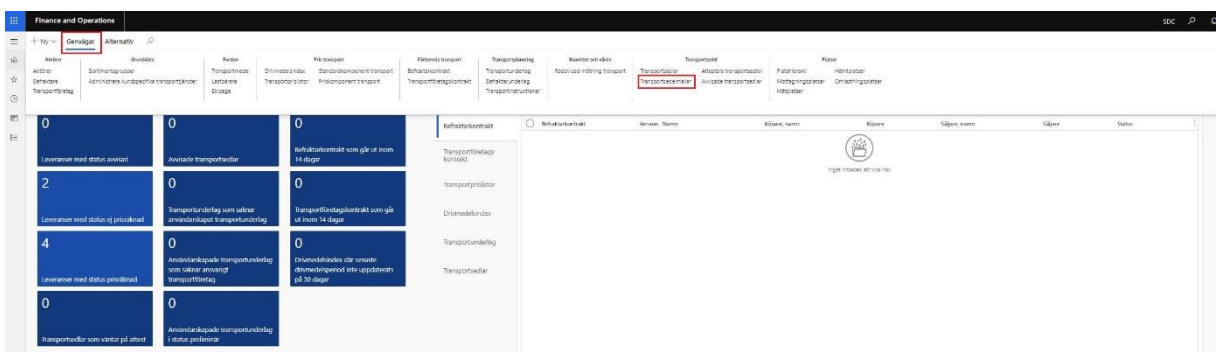 Finance and Operations
SDC
Ny
Genvägar
Alternativ
Aktörer
Grunddata
Fordon
Pris transport
Förbereda transport
Transportplanering
Kvantitet och värde
Transportsedel
Platser
Aktörer
Befraktare
Transportföretag
Sortimentsgrupper
Administrera kundspecifika transporttjänster
Transportmedel
Lastbärare
Ekipage
Drivmedelsindex
Transportprislistor
Standardkomponent transport
Priskomponent transport
Befraktarkontrakt
Transportföretagskontrakt
Transportunderlag
Befraktarunderlag
Transportinstruktioner
Redovisad mätning transport
Transportsedlar
Transportsedelmallar
Attestera transportsedlar
Avvisade transportsedlar
Mottagningsplatser
Mätplatser
Hämtplatser
Omlastningsplatser
0
Leveranser med status avvisad
0
Avvisade transportsedlar
0
Befraktarkontrakt som går ut inom
14 dagar
2
Leveranser med status ej prisräknad
0
Transportunderlag som saknar
användarskapat transportunderlag
0
Transportföretagskontrakt som går
ut inom 14 dagar
4
Leveranser med status prisräknad
0
Användarskapade transportunderlag
som saknar ansvarigt
transportföretag
0
Drivmedelsindex där senaste
drivmedelsperiod inte uppdaterats
på 30 dagar
0
Transportsedlar som väntar på attest
0
Användarskapade transportunderlag
i status preliminär
Befraktarkontrakt
Transportföretags-
kontrakt
Transportprislistor
Drivmedelsindex
Transportunderlag
Transportsedlar
Befraktarkontrakt
Version
Namn
Köpare, namn
Köpare
Säljare, namn
Säljare
Status
Inget hittades att visa här.